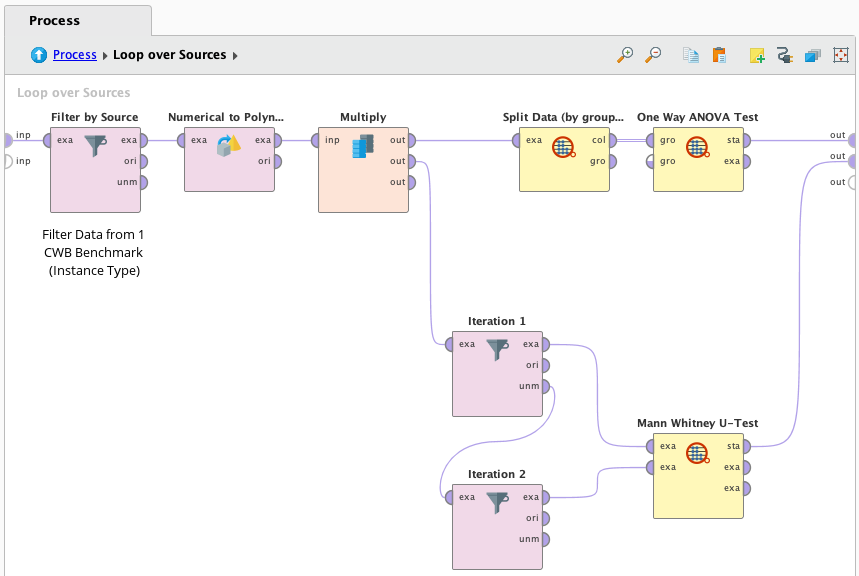 Process
Process ▸ Loop over Sources ▸
Loop over Sources
Filter by Source
Numerical to Polyn...
Multiply
Split Data (by group...
One Way ANOVA Test
inp
inp
exa
exa
ori
unm
exa
exa
ori
inp
out
out
out
exa
col
gro
gro
gro
sta
exa
out
out
out
Filter Data from 1
CWB Benchmark
(Instance Type)
Iteration 1
exa
exa
ori
unm
Mann Whitney U-Test
exa
exa
sta
exa
exa
Iteration 2
exa
exa
ori
unm